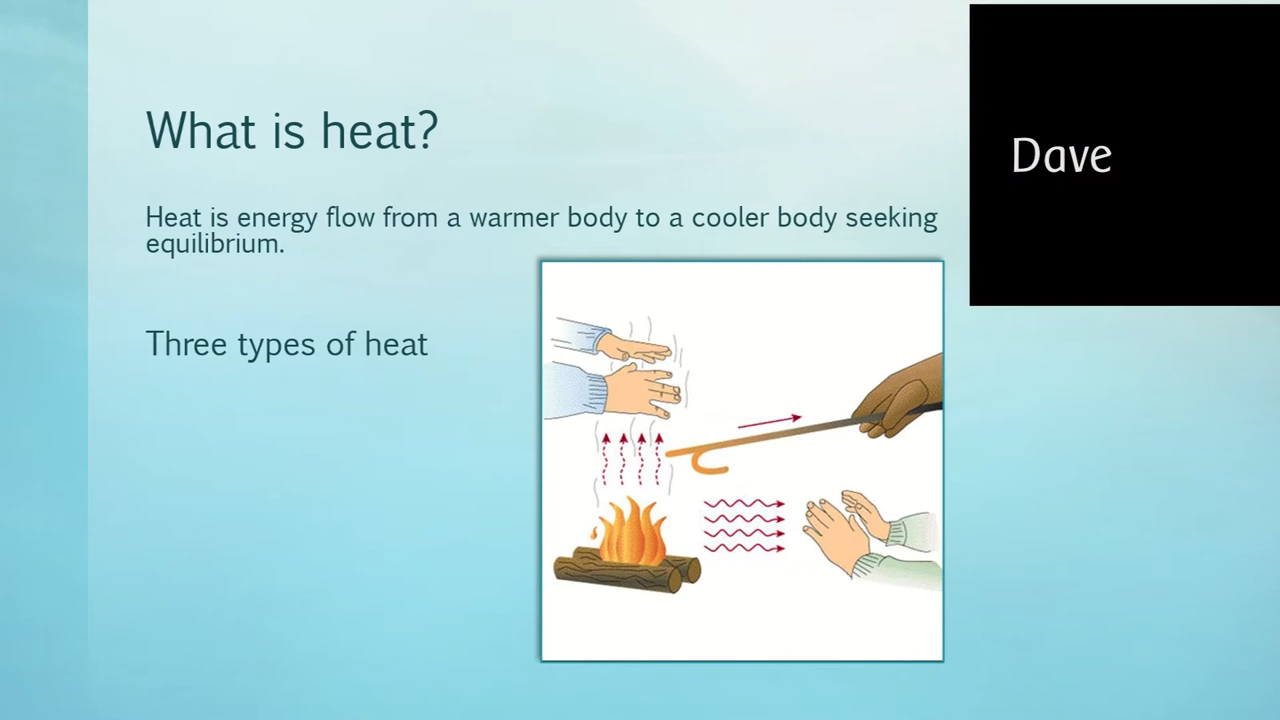 What is heat?
Heat is energy flow from a warmer body to a cooler body seeking
equilibrium.
Three types of heat
Dave